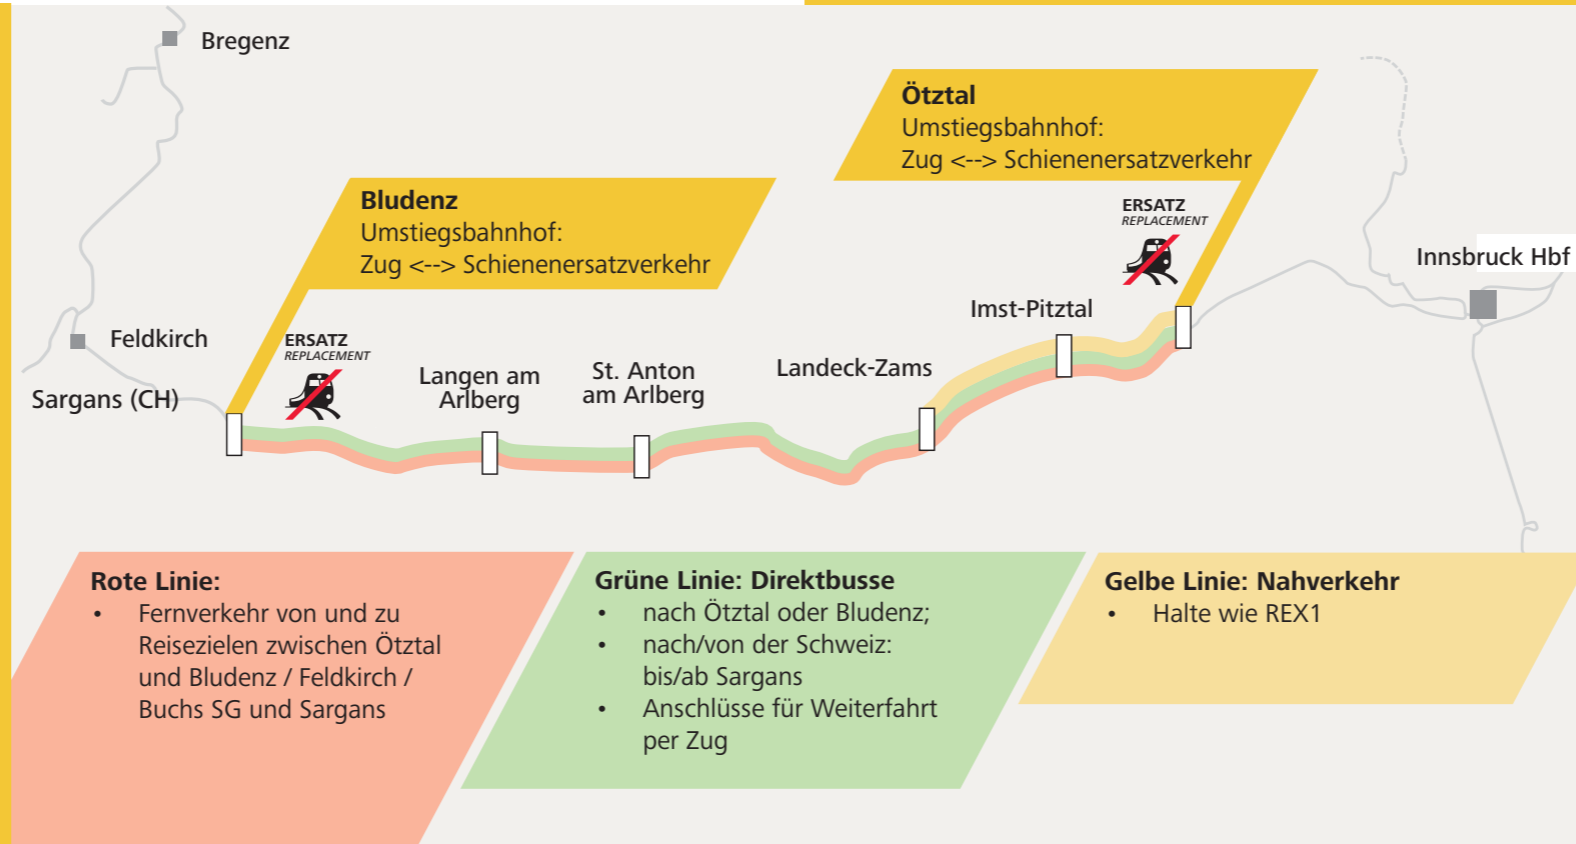 Bregenz
Ötztal
Umstiegsbahnhof:
Zug <--> Schienenersatzverkehr
Bludenz
Umstiegsbahnhof:
Zug <--> Schienenersatzverkehr
ERSATZ
REPLACEMENT
Innsbruck Hbf
Imst-Pitztal
Feldkirch
ERSATZ
REPLACEMENT
Landeck-Zams
St. Anton
am Arlberg
Langen am
Arlberg
Sargans (CH)
Rote Linie:
• Fernverkehr von und zu
Reisezielen zwischen Ötztal
und Bludenz / Feldkirch /
Buchs SG und Sargans
Grüne Linie: Direktbusse
• nach Ötztal oder Bludenz;
• nach/von der Schweiz:
bis/ab Sargans
• Anschlüsse für Weiterfahrt
per Zug
Gelbe Linie: Nahverkehr
• Halte wie REX1